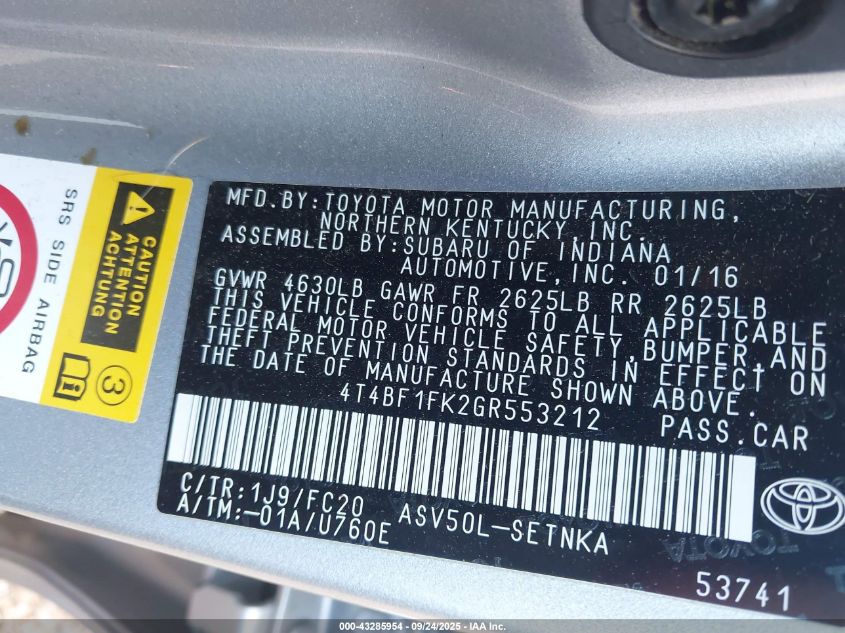 MFD.BY:TOYOTA MOTOR MANUFACTURING,
NORTHERN KENTUCKY, INC.
ASSEMBLED BY:SUBARU OF INDIANA
AUTOMOTIVE,INC. 01/16
GVWR 4630LB GAWR FR 2625LB RR 2625LB
THIS VEHICLE CONFORMS TO ALL APPLICABLE
FEDERAL MOTOR VEHICLE SAFETY,BUMPER,AND
THEFT PREVENTION STANDARDS IN EFFECT ON
THE DATE OF MANUFACTURE SHOWN ABOVE.
4T4BF1FK2GR553212 PASS.CAR
C/TR:1J9/FC20
A/TM:-01A/U760E
ASV50L-SETNKA
53741
CAUTION
ATTENTION
ACHTUNG
3
SRS SIDE AIRBAG
TOYOTA
000-43285954 - 09/24/2025 - IAA Inc.